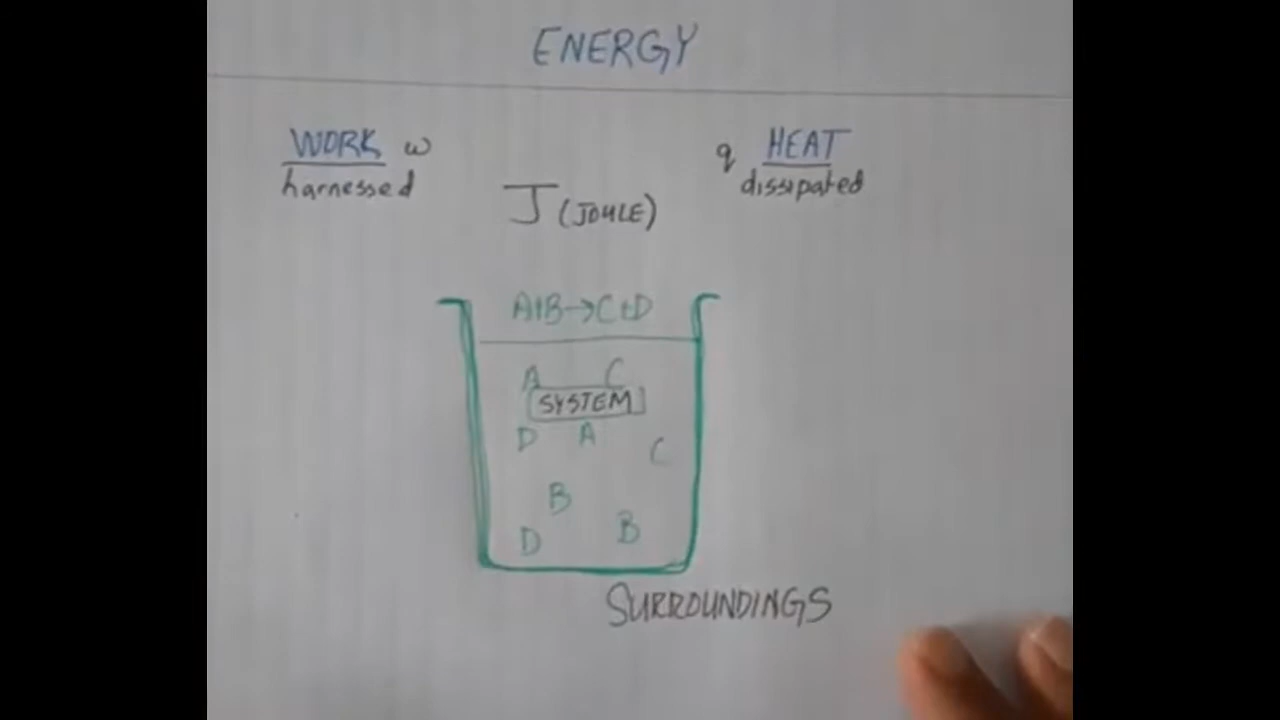 ENERGY
WORK w
harnessed
q HEAT
dissipated
J (JOULE)
A+B→C+D
A C
SYSTEM
D A
C
B
D B
SURROUNDINGS